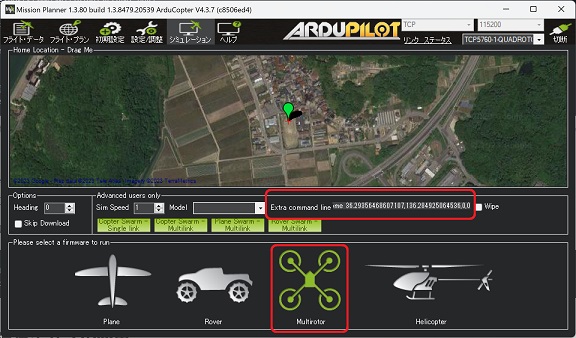 Mission Planner 1.3.80 build 1.3.8479.20539 ArduCopter V4.3.7 (c8506ed4)
フライト・データ フライト・プラン 初期設定 設定/調整 シミュレーション ヘルプ ARDUPILOT TCP 115200 切断
リンク ステータス TCP5760-1-QUADROTI
Home Location - Drag Me
Options Advanced users only
Heading 0 Sim Speed 1 Model Extra command line 36.29356468607107,136.284925064536,0,0 Wipe
Skip Download
Copter Swarm - Single link Copter Swarm - Multilink Plane Swarm - Multilink Rover Swarm - Multilink
Please select a firmware to run
Plane Rover Multirotor Helicopter